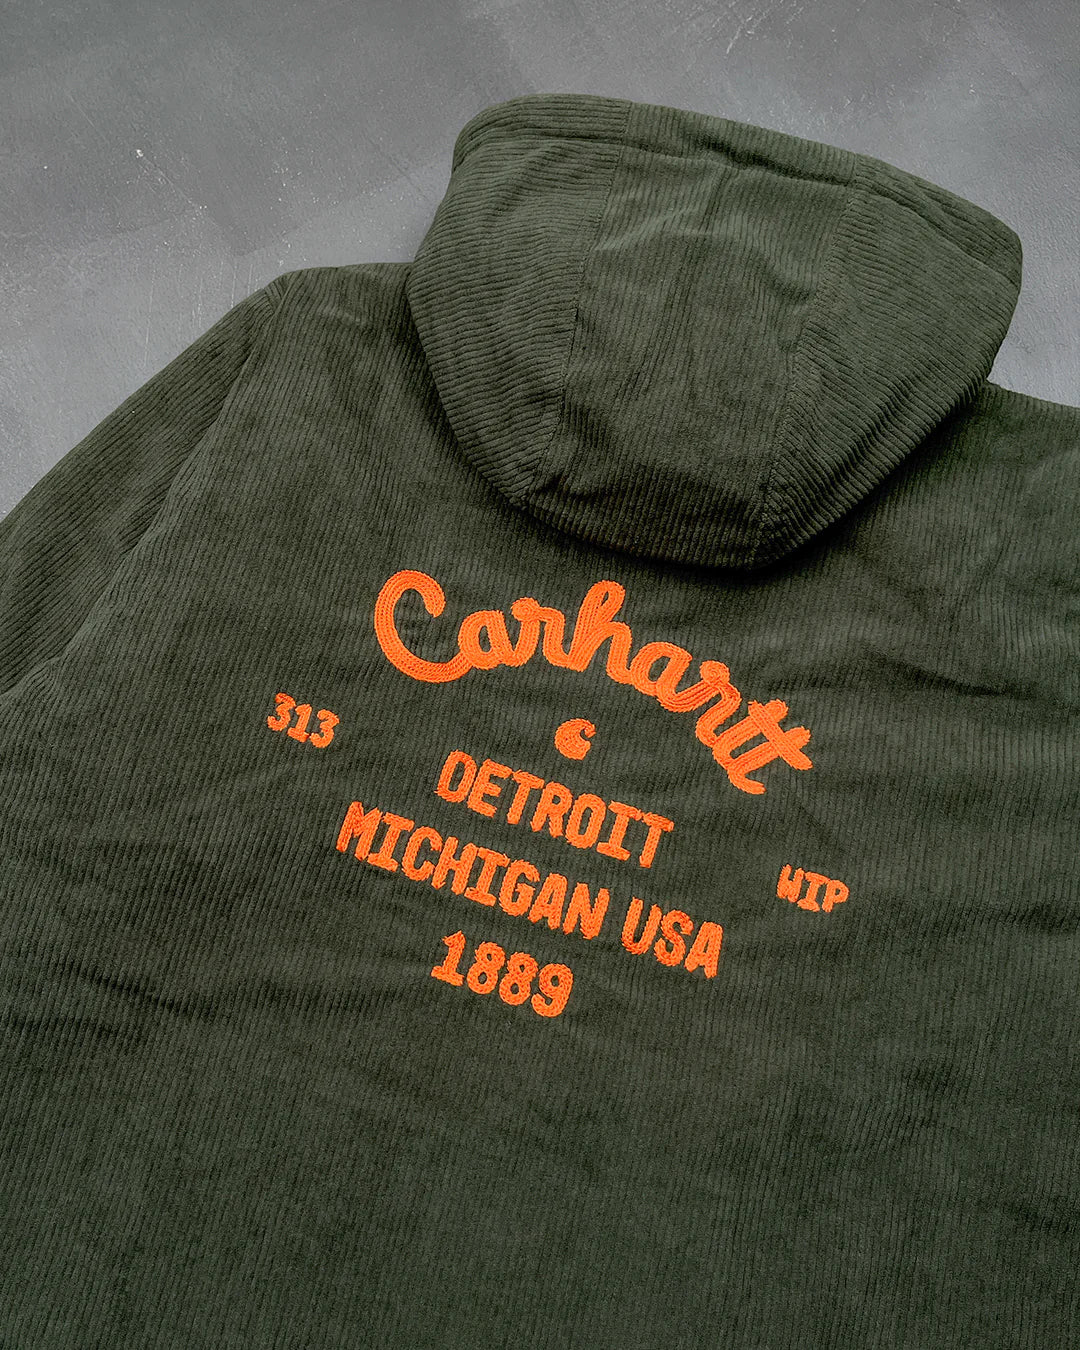 Carhartt
313
DETROIT
MICHIGAN USA
WIP
1889